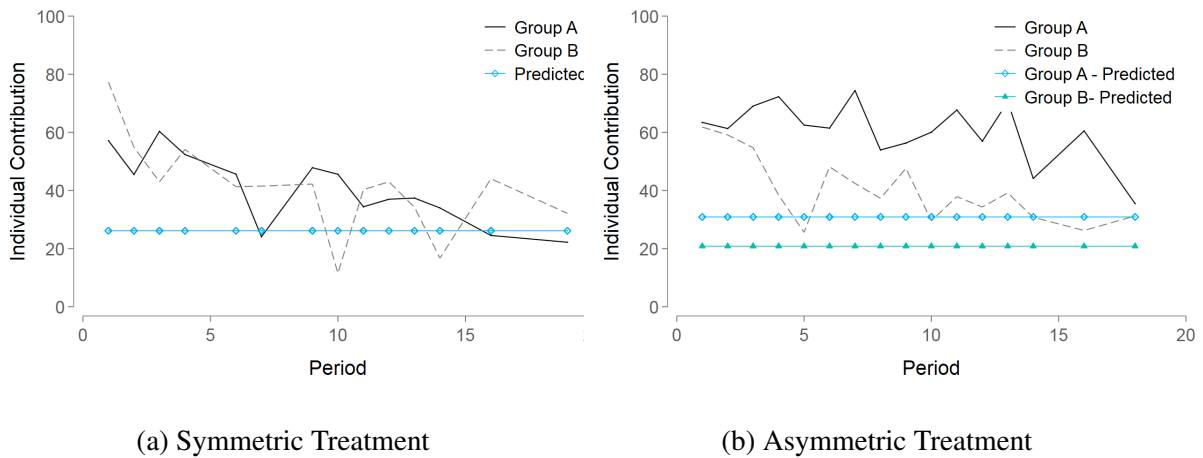 100
80
60
40
20
0
Individual Contribution
0 5 10 15
Period
Group A
Group B
Predicted
(a) Symmetric Treatment
100
80
60
40
20
0
Individual Contribution
0 5 10 15 20
Period
Group A
Group B
Group A - Predicted
Group B- Predicted
(b) Asymmetric Treatment